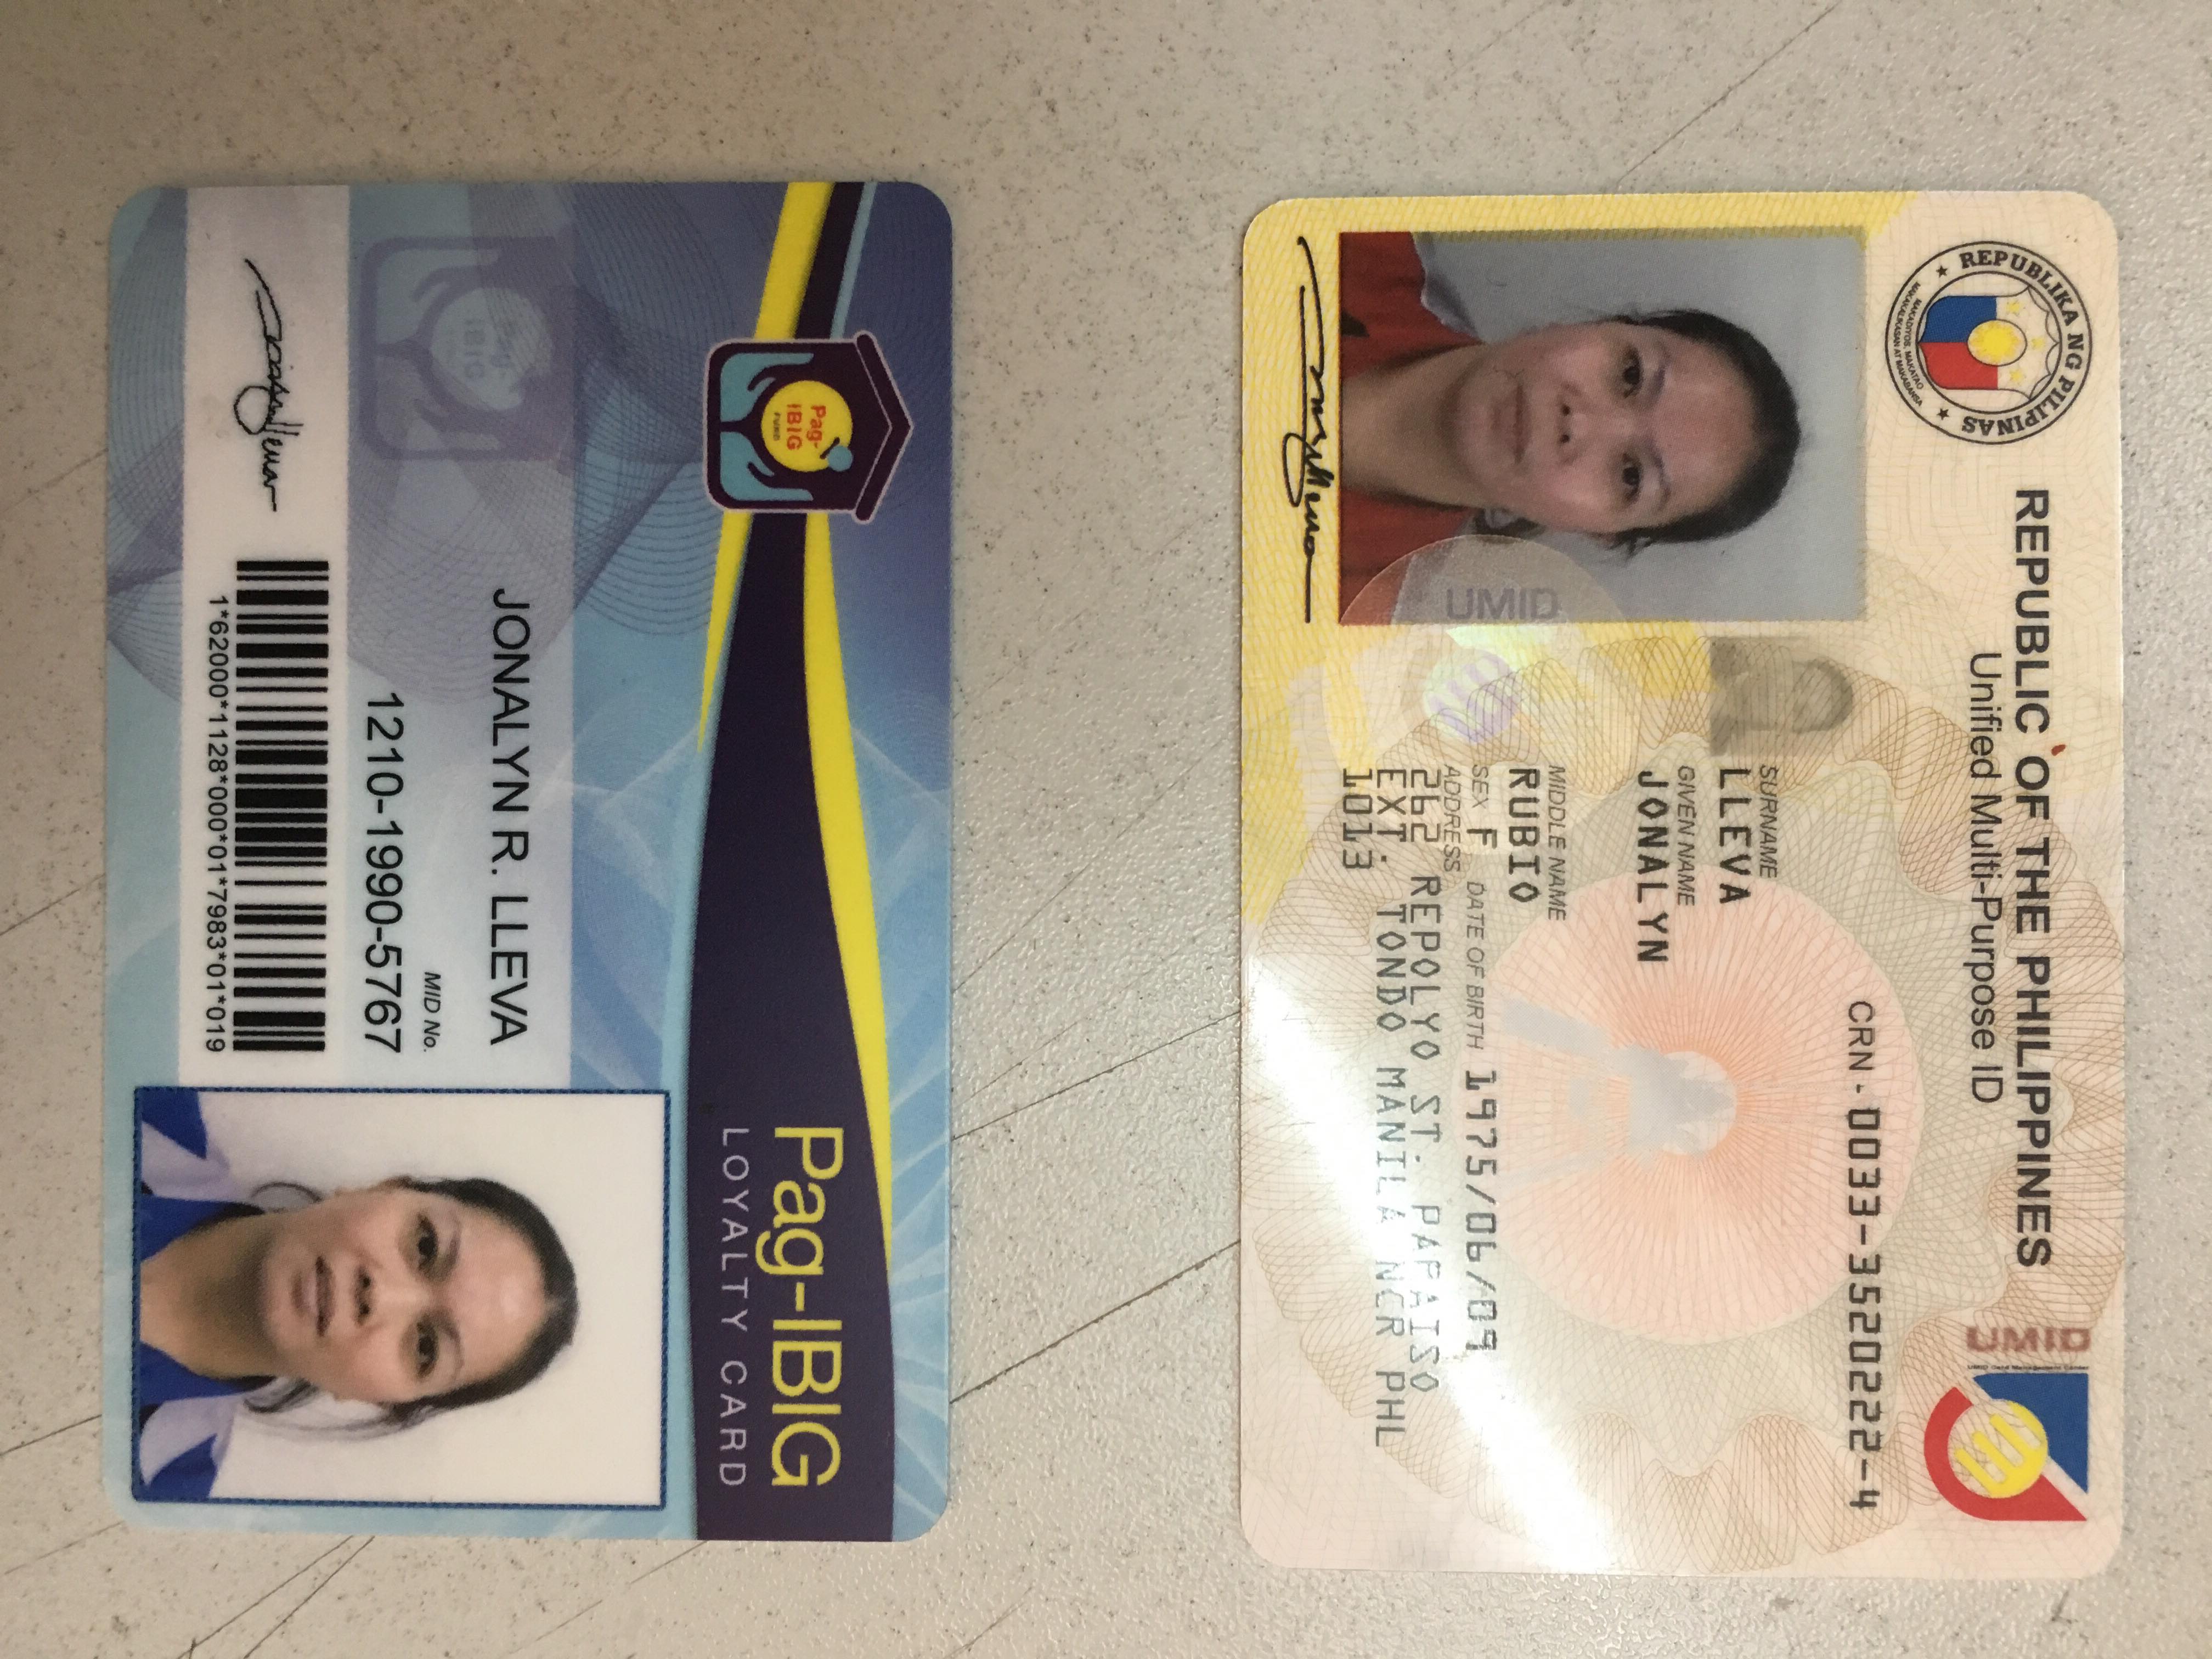 REPUBLIKA NG PILIPINAS
MAKADIYOS, MAKATAO
MAKAKALIKASAN AT MAKABANSA
REPUBLIC OF THE PHILIPPINES
Unified Multi-Purpose ID
UMID
CRN - 0033-3520222-4
SURNAME
LLEVA
GIVEN NAME
JONALYN
MIDDLE NAME
RUBIO
SEX F DATE OF BIRTH 1975/06/09
ADDRESS
262 REPOLYO ST. PARAISO
EXT. TONDO MANILA NCR PHL
1013
UMID
Pag-
IBIG
FUND
Pag-IBIG
LOYALTY CARD
JONALYN R. LLEVA
MID No.
1210-1990-5767
Pag-
IBIG
1*62000*1128*000*01*7983*01*019